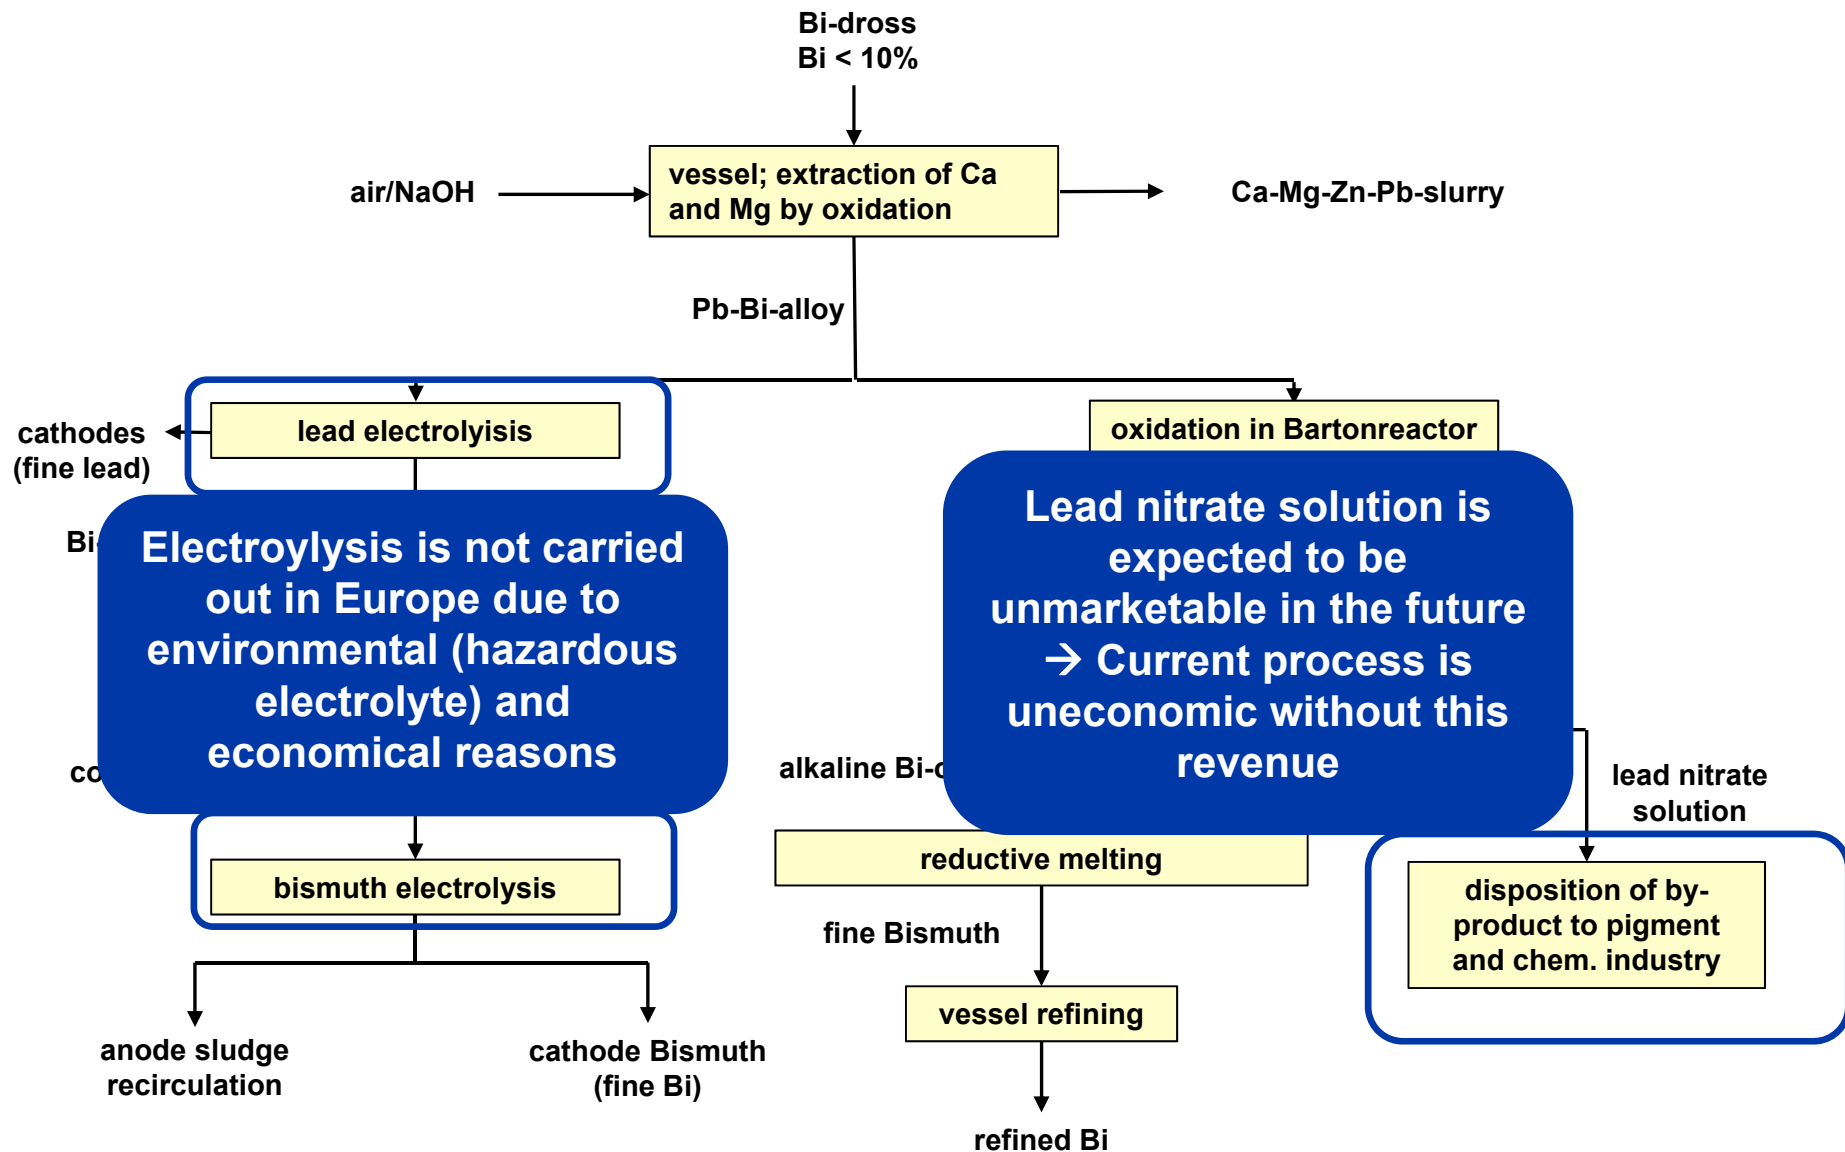 Bi-dross
Bi < 10%
air/NaOH
vessel; extraction of Ca
and Mg by oxidation
Ca-Mg-Zn-Pb-slurry
Pb-Bi-alloy
cathodes
(fine lead)
lead electrolyisis
oxidation in Bartonreactor
Electroylysis is not carried
out in Europe due to
environmental (hazardous
electrolyte) and
economical reasons
Lead nitrate solution is
expected to be
unmarketable in the future
→ Current process is
uneconomic without this
revenue
alkaline
lead nitrate
solution
bismuth electrolysis
reductive melting
disposition of by-
product to pigment
and chem. industry
fine Bismuth
vessel refining
anode sludge
recirculation
cathode Bismuth
(fine Bi)
refined Bi